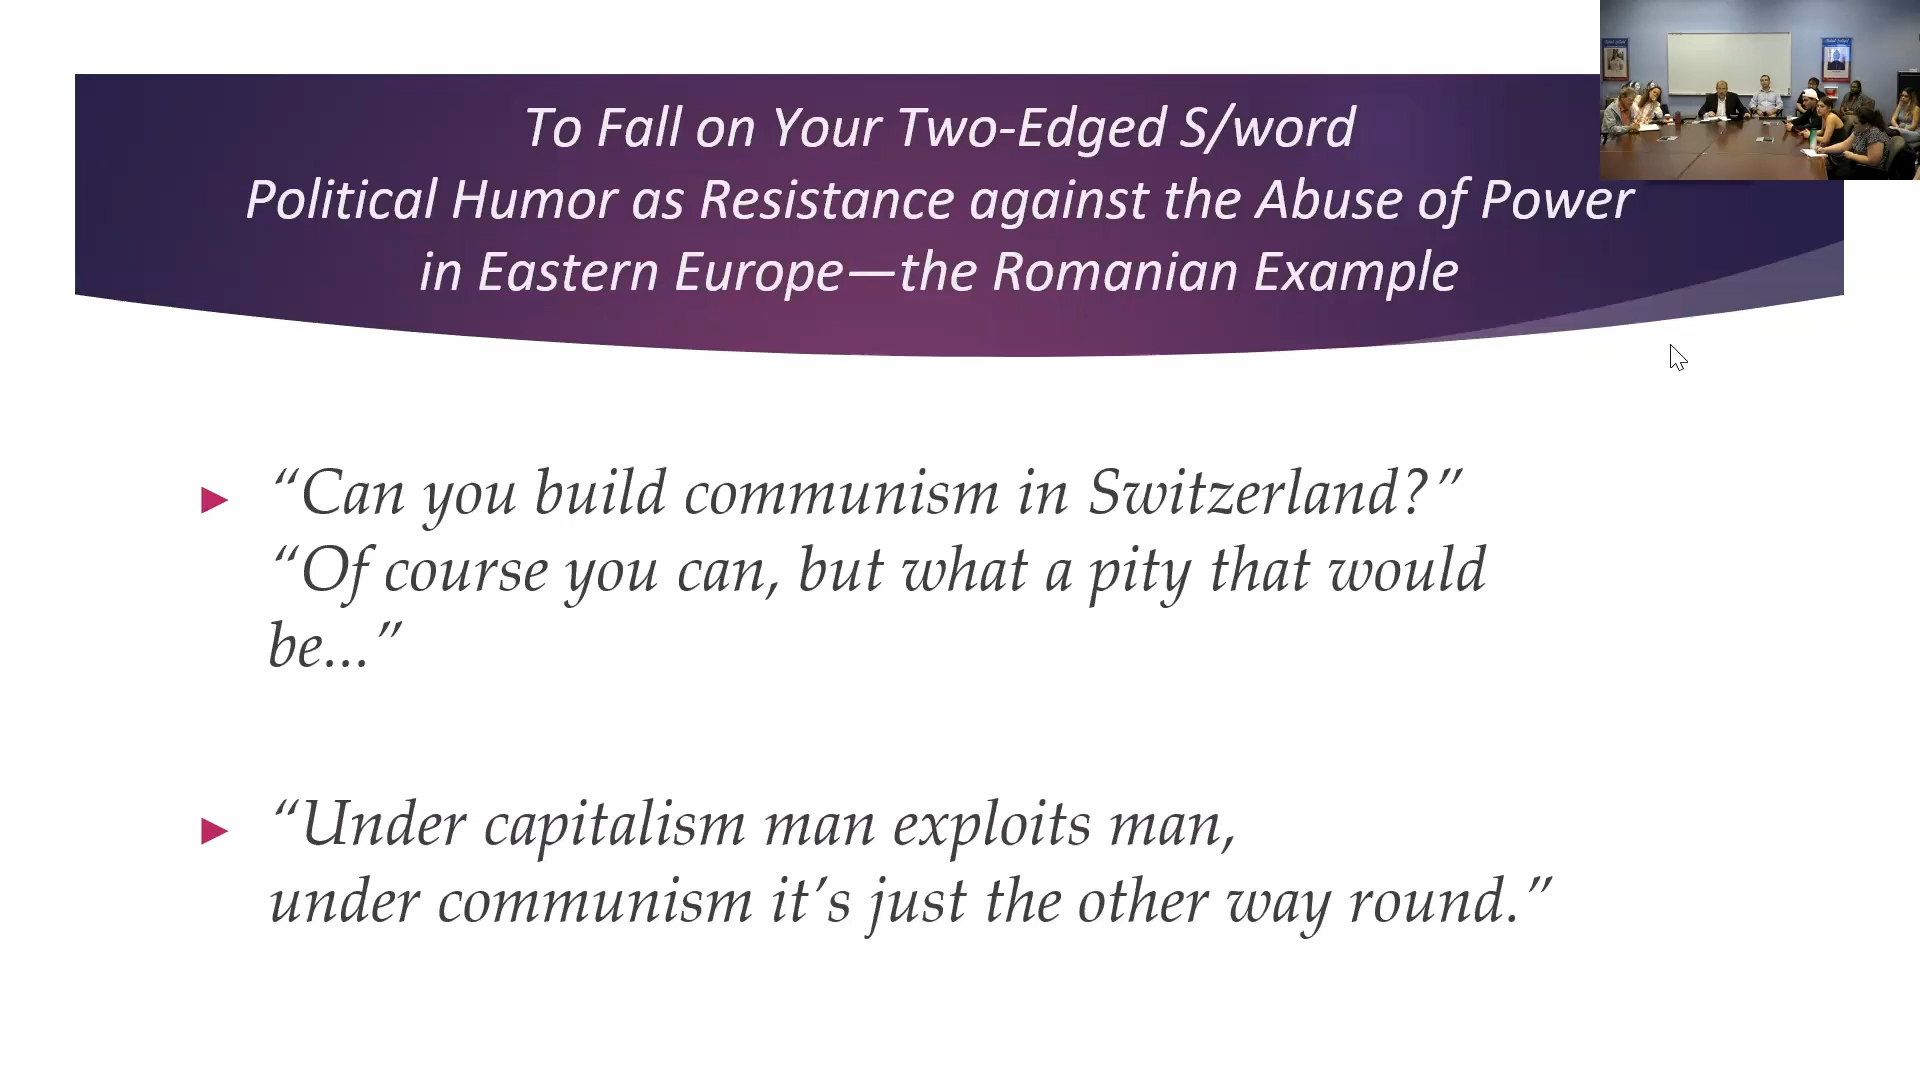 To Fall on Your Two-Edged S/word
Political Humor as Resistance against the Abuse of Power
in Eastern Europe—the Romanian Example
“Can you build communism in Switzerland?”
“Of course you can, but what a pity that would
be...”
“Under capitalism man exploits man,
under communism it’s just the other way round.”